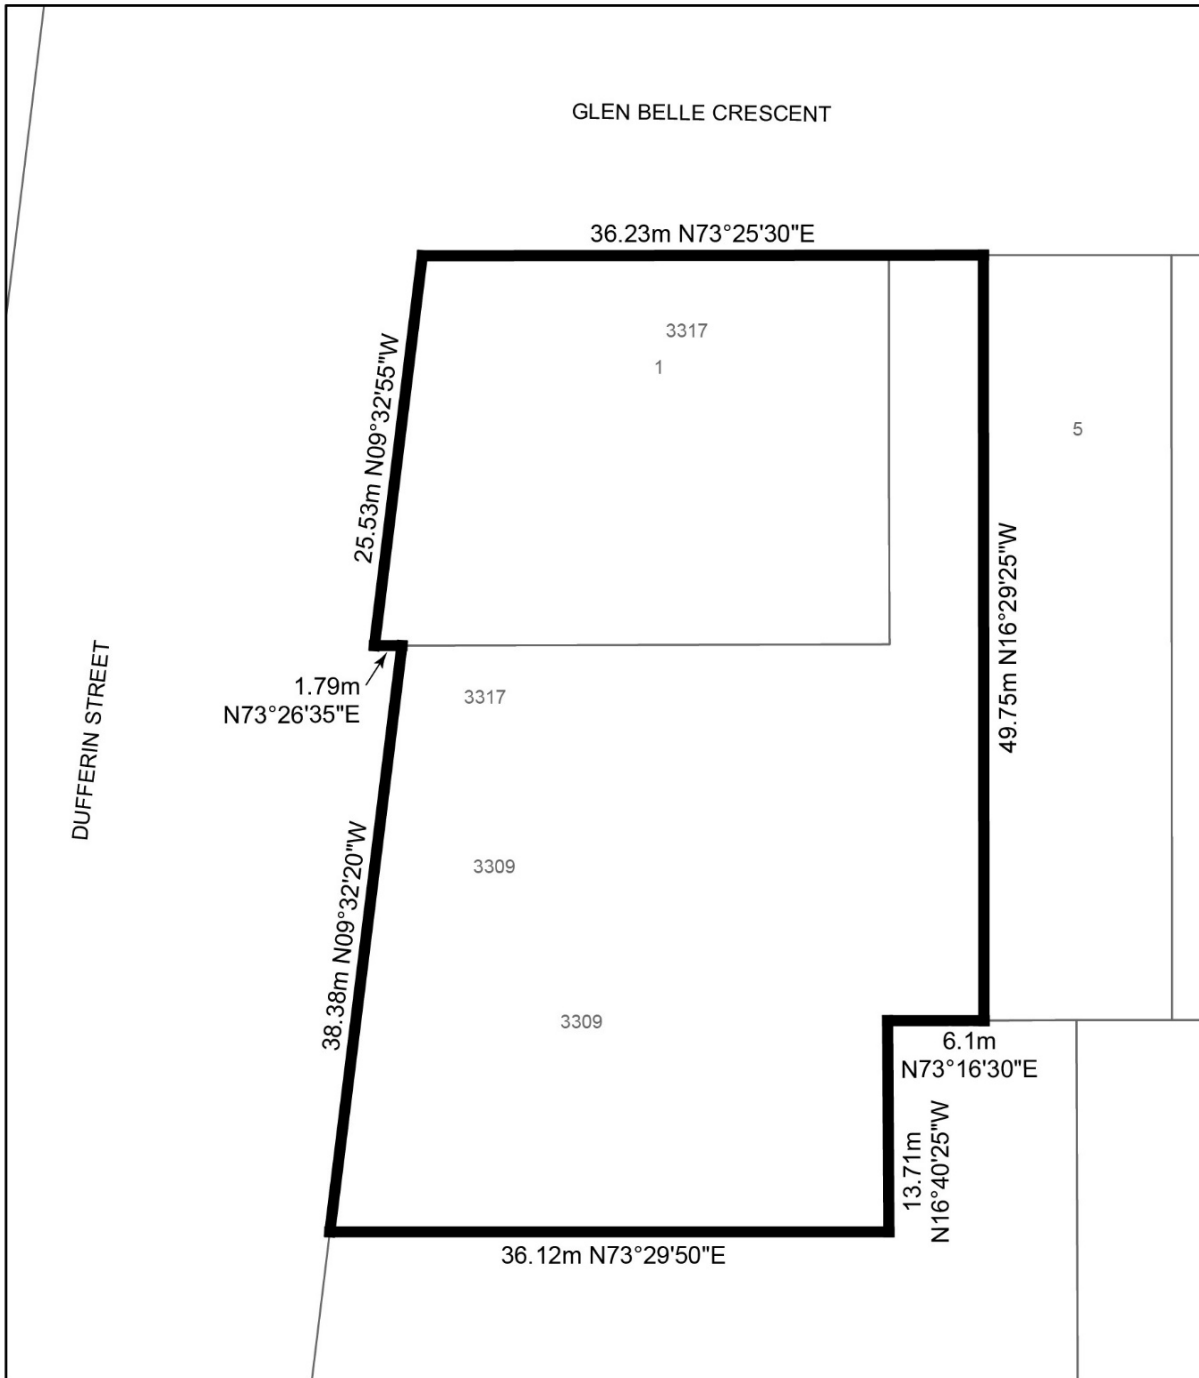 GLEN BELLE CRESCENT
36.23m N73°25'30"E
3317
1
25.53m N09°32'55"W
5
49.75m N16°29'25"W
DUFFERIN STREET
1.79m
N73°26'35"E
3317
38.38m N09°32'20"W
3309
3309
6.1m
N73°16'30"E
13.71m
N16°40'25"W
36.12m N73°29'50"E